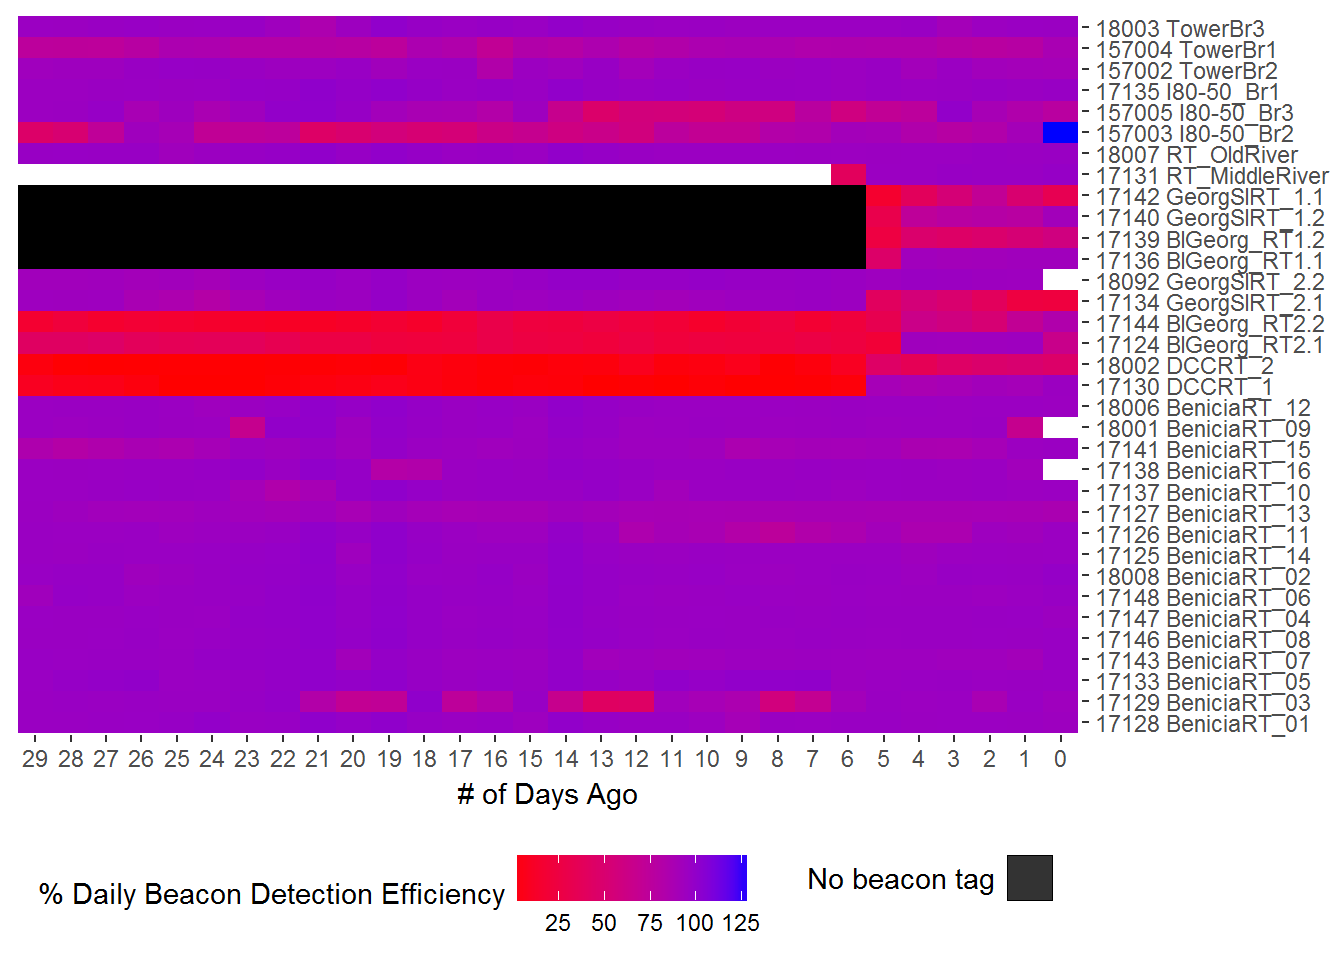 18003 TowerBr3
157004 TowerBr1
157002 TowerBr2
17135 I80-50_Br1
157005 I80-50_Br3
157003 I80-50_Br2
18007 RT_OldRiver
17131 RT_MiddleRiver
17142 GeorgSlRT_1.1
17140 GeorgSlRT_1.2
17139 BlGeorg_RT1.2
17136 BlGeorg_RT1.1
18092 GeorgSlRT_2.2
17134 GeorgSlRT_2.1
17144 BlGeorg_RT2.2
17124 BlGeorg_RT2.1
18002 DCCRT_2
17130 DCCRT_1
18006 BeniciaRT_12
18001 BeniciaRT_09
17141 BeniciaRT_15
17138 BeniciaRT_16
17137 BeniciaRT_10
17127 BeniciaRT_13
17126 BeniciaRT_11
17125 BeniciaRT_14
18008 BeniciaRT_02
17148 BeniciaRT_06
17147 BeniciaRT_04
17146 BeniciaRT_08
17143 BeniciaRT_07
17133 BeniciaRT_05
17129 BeniciaRT_03
17128 BeniciaRT_01
29 28 27 26 25 24 23 22 21 20 19 18 17 16 15 14 13 12 11 10 9 8 7 6 5 4 3 2 1 0
# of Days Ago
% Daily Beacon Detection Efficiency
25 50 75 100 125
No beacon tag